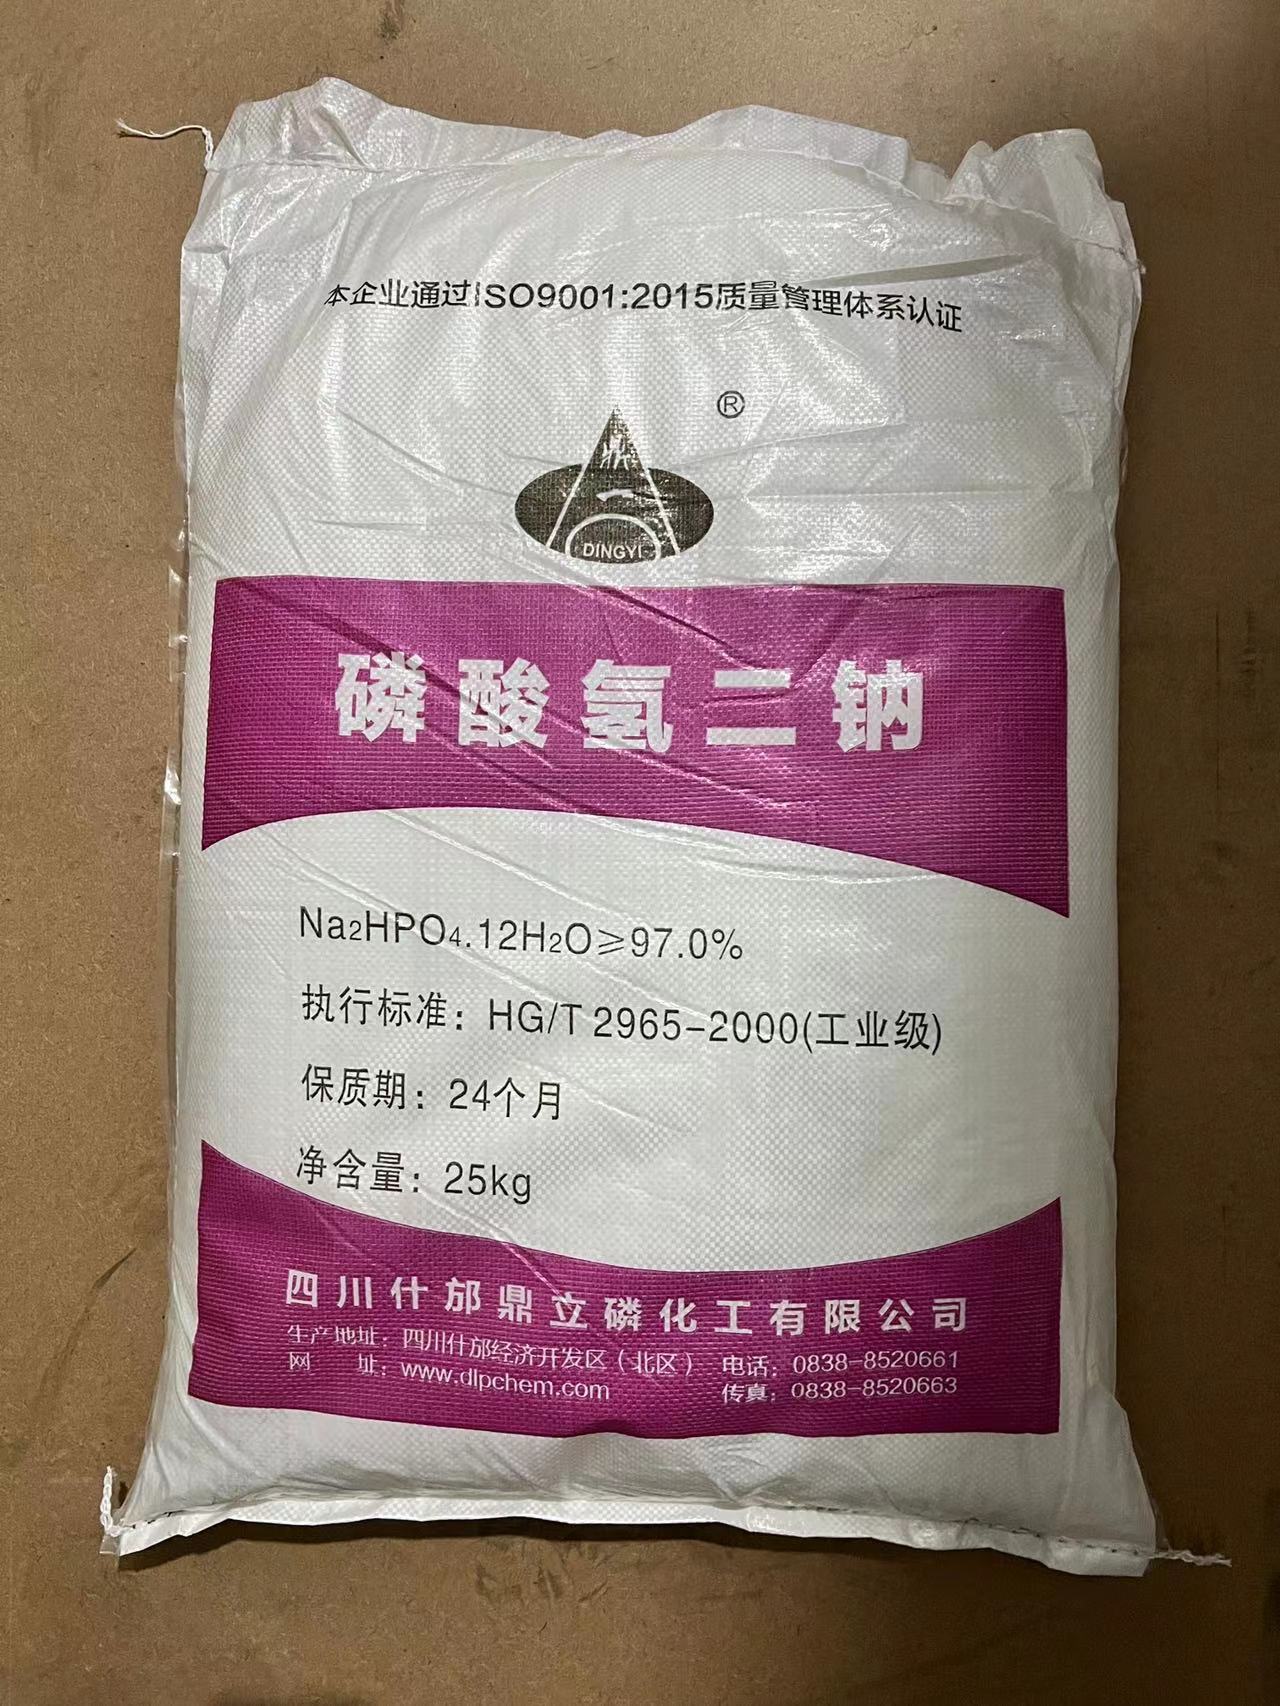 本企业通过ISO9001:2015质量管理体系认证
®
DINGYI
磷酸氢二钠
Na₂HPO₄.12H₂O≥97.0%
执行标准：HG/T 2965-2000(工业级)
保质期：24个月
净含量：25kg
四川什邡鼎立磷化工有限公司
生产地址：四川什邡经济开发区（北区） 电话：0838-8520661
网 址：www.dlpchem.com 传真：0838-8520663